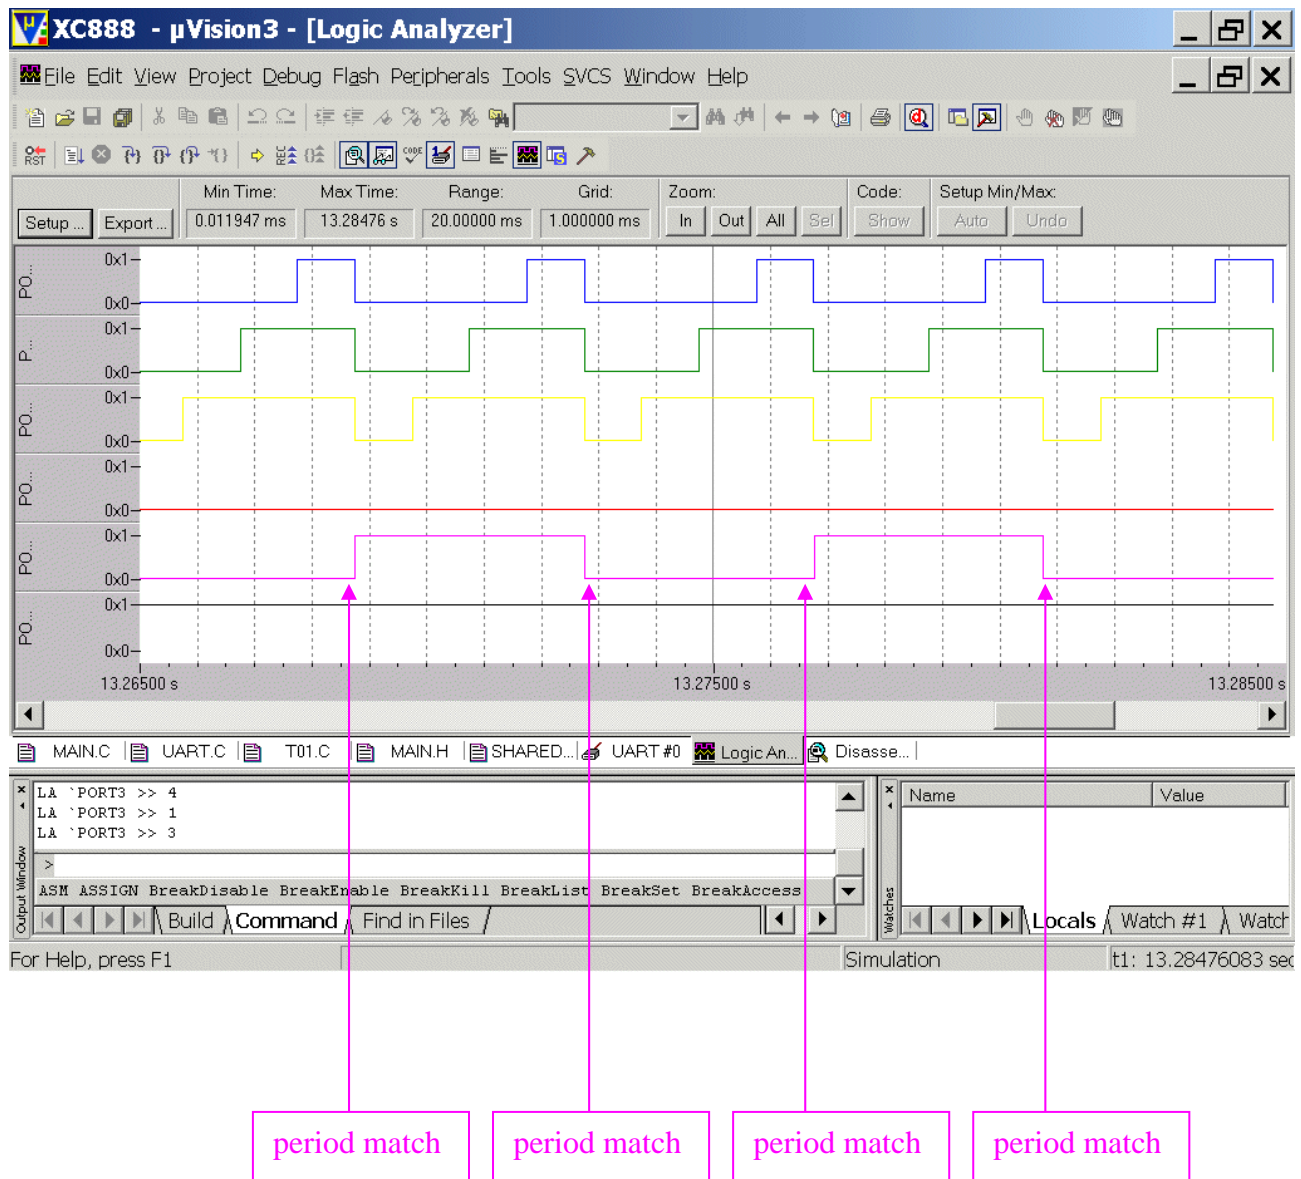 XC888 - µVision3 - [Logic Analyzer]
File Edit View Project Debug Flash Peripherals Tools SVCS Window Help
RST CODE
Min Time: Max Time: Range: Grid: Zoom: Code: Setup Min/Max:
Setup ... Export ... 0.011947 ms 13.28476 s 20.00000 ms 1.000000 ms In Out All Sel Show Auto Undo
PO... 0x1
0x0
P... 0x1
0x0
PO... 0x1
0x0
PO... 0x1
0x0
PO... 0x1
0x0
PO... 0x1
0x0
13.26500 s 13.27500 s 13.28500 s
MAIN.C UART.C T01.C MAIN.H SHARED... UART #0 Logic An... Disasse...
Output Window
LA `PORT3 >> 4
LA `PORT3 >> 1
LA `PORT3 >> 3
>
ASM ASSIGN BreakDisable BreakEnable BreakKill BreakList BreakSet BreakAccess
Build Command Find in Files
Watches
Name Value
Locals Watch #1 Watch
For Help, press F1 Simulation t1: 13.28476083 sec
period match period match period match period match